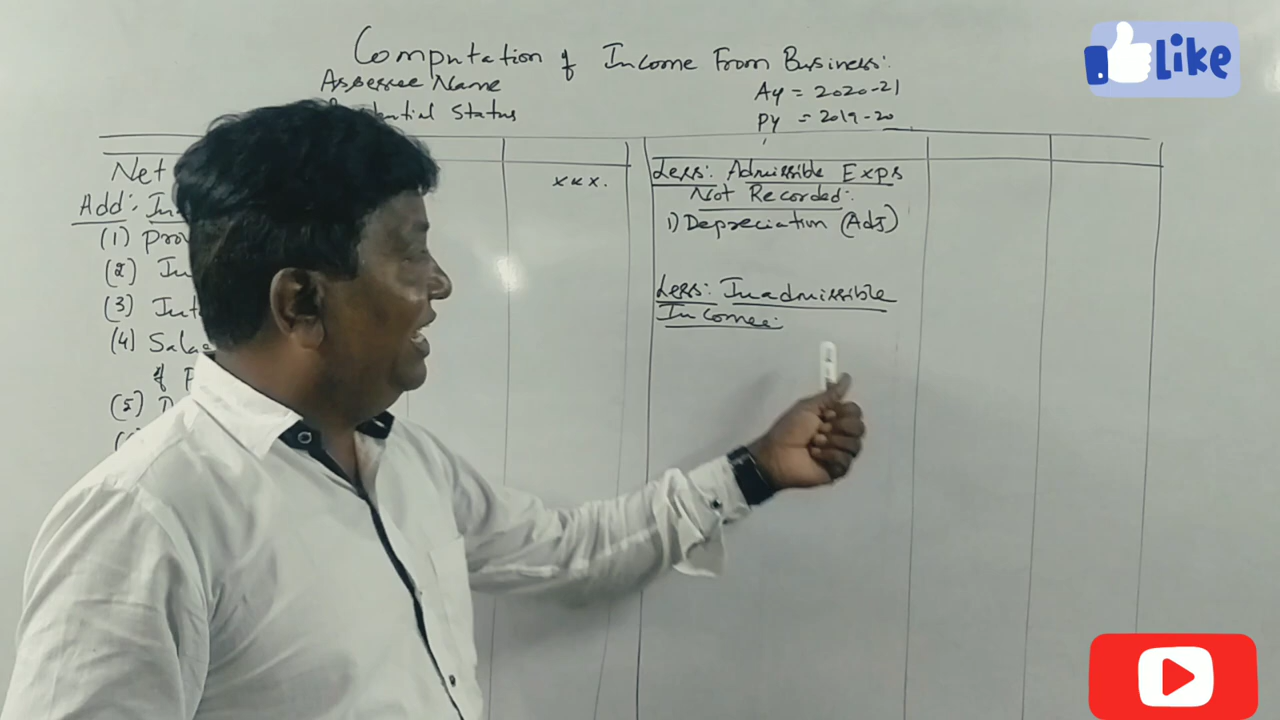 Computation of Income From Business:
Assessee Name
Status
AY = 2020-21
PY = 2019-20
Net
xxx.
Add:
(1)
(2)
(3)
(4)
of
(5)
Less: Admissible Exps
Not Recorded:
1) Depreciation (Adj)
Less: Inadmissible
Incomes:
Like